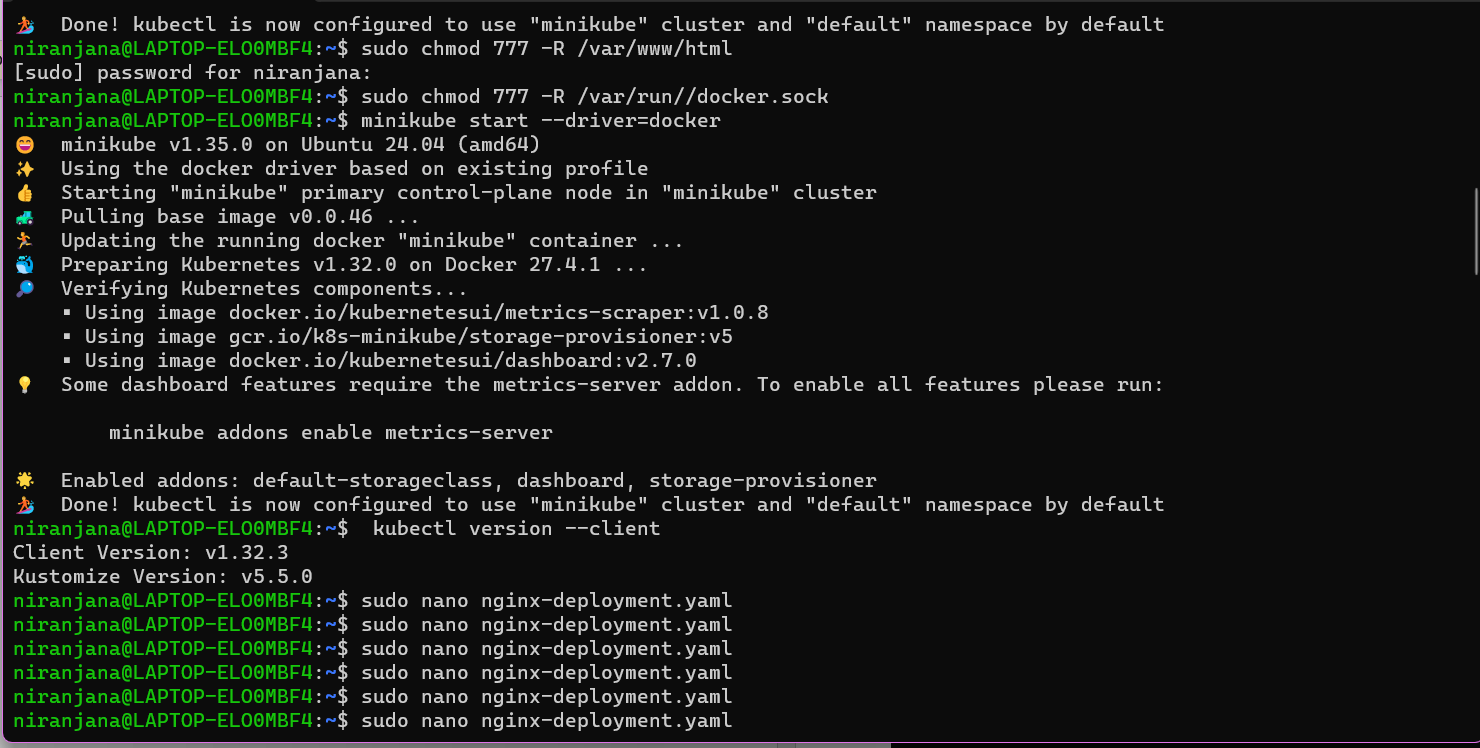 Done! kubectl is now configured to use "minikube" cluster and "default" namespace by default
niranjana@LAPTOP-ELO0MBF4:~$ sudo chmod 777 -R /var/www/html
[sudo] password for niranjana:
niranjana@LAPTOP-ELO0MBF4:~$ sudo chmod 777 -R /var/run//docker.sock
niranjana@LAPTOP-ELO0MBF4:~$ minikube start --driver=docker
minikube v1.35.0 on Ubuntu 24.04 (amd64)
Using the docker driver based on existing profile
Starting "minikube" primary control-plane node in "minikube" cluster
Pulling base image v0.0.46 ...
Updating the running docker "minikube" container ...
Preparing Kubernetes v1.32.0 on Docker 27.4.1 ...
Verifying Kubernetes components...
▪ Using image docker.io/kubernetesui/metrics-scraper:v1.0.8
▪ Using image gcr.io/k8s-minikube/storage-provisioner:v5
▪ Using image docker.io/kubernetesui/dashboard:v2.7.0
Some dashboard features require the metrics-server addon. To enable all features please run:
minikube addons enable metrics-server
Enabled addons: default-storageclass, dashboard, storage-provisioner
Done! kubectl is now configured to use "minikube" cluster and "default" namespace by default
niranjana@LAPTOP-ELO0MBF4:~$  kubectl version --client
Client Version: v1.32.3
Kustomize Version: v5.5.0
niranjana@LAPTOP-ELO0MBF4:~$ sudo nano nginx-deployment.yaml
niranjana@LAPTOP-ELO0MBF4:~$ sudo nano nginx-deployment.yaml
niranjana@LAPTOP-ELO0MBF4:~$ sudo nano nginx-deployment.yaml
niranjana@LAPTOP-ELO0MBF4:~$ sudo nano nginx-deployment.yaml
niranjana@LAPTOP-ELO0MBF4:~$ sudo nano nginx-deployment.yaml
niranjana@LAPTOP-ELO0MBF4:~$ sudo nano nginx-deployment.yaml